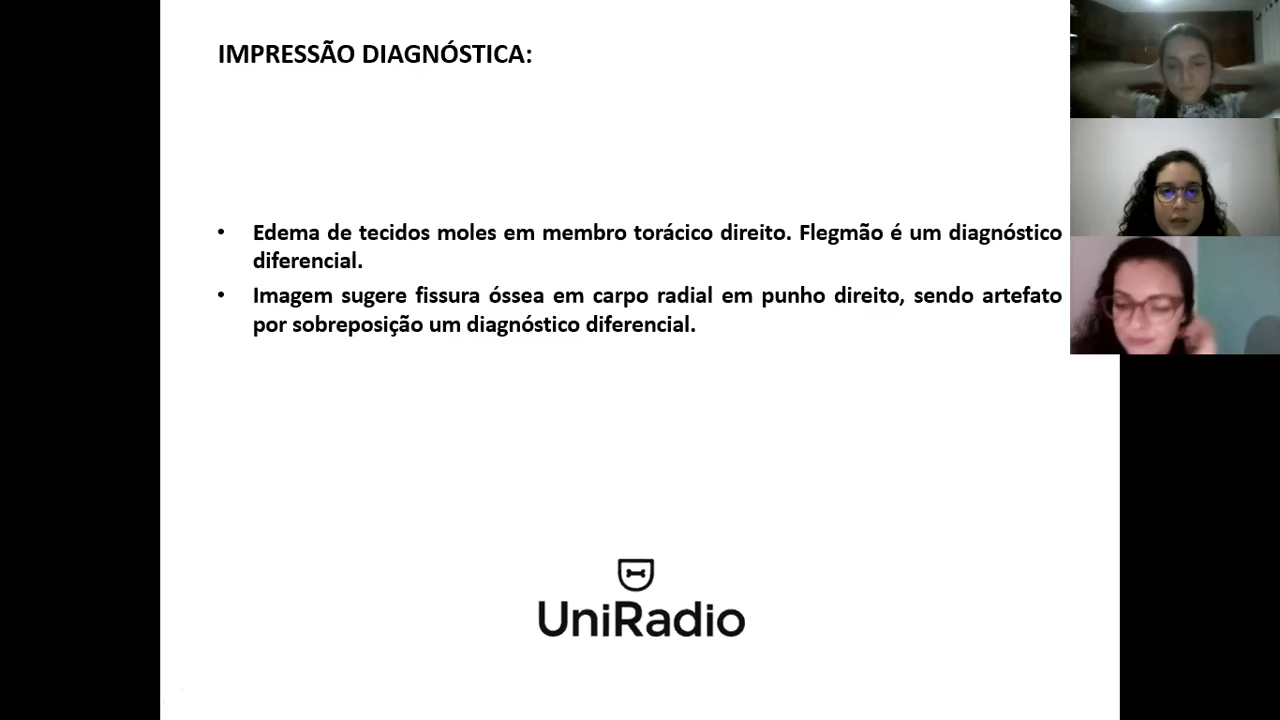 IMPRESSÃO DIAGNÓSTICA:
• Edema de tecidos moles em membro torácico direito. Flegmão é um diagnóstico
diferencial.
• Imagem sugere fissura óssea em carpo radial em punho direito, sendo artefato
por sobreposição um diagnóstico diferencial.
UniRadio